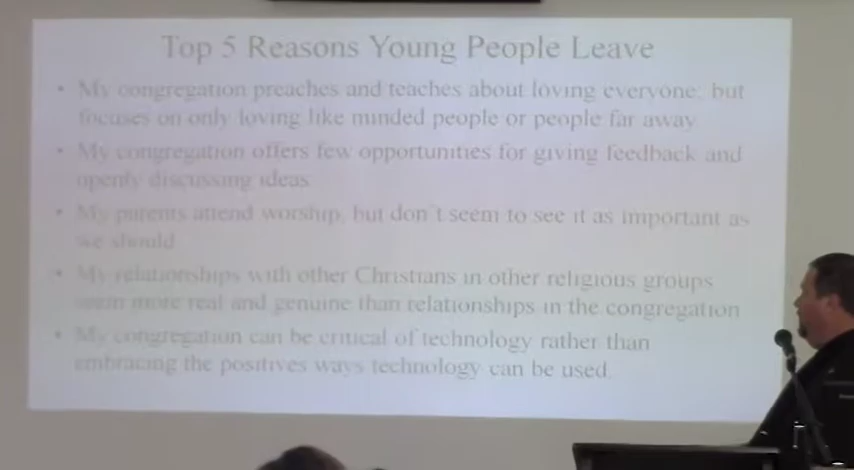 Top 5 Reasons Young People Leave
• My congregation preaches and teaches about loving everyone; but
focuses on only loving like minded people or people far away
• My congregation offers few opportunities for giving feedback and
openly discussing ideas
• My parents attend worship, but don't seem to see it as important as
we should
• My relationships with other Christians in other religious groups
seem more real and genuine than relationships in the congregation
• My congregation can be critical of technology rather than
embracing the positives ways technology can be used.